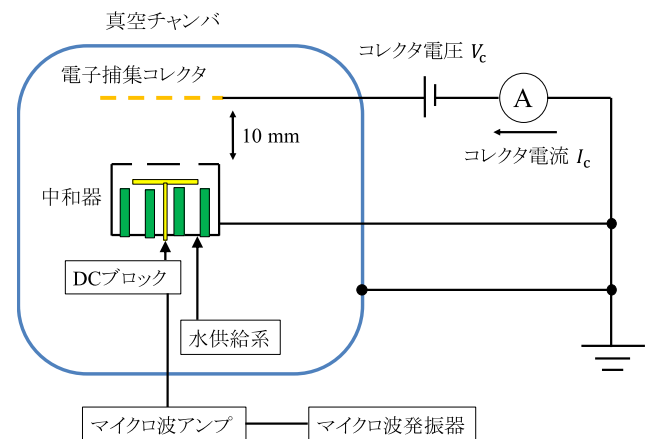 真空チャンバ
コレクタ電圧 Vc
電子捕集コレクタ
A
10 mm
コレクタ電流 Ic
中和器
DCブロック
水供給系
マイクロ波アンプ
マイクロ波発振器